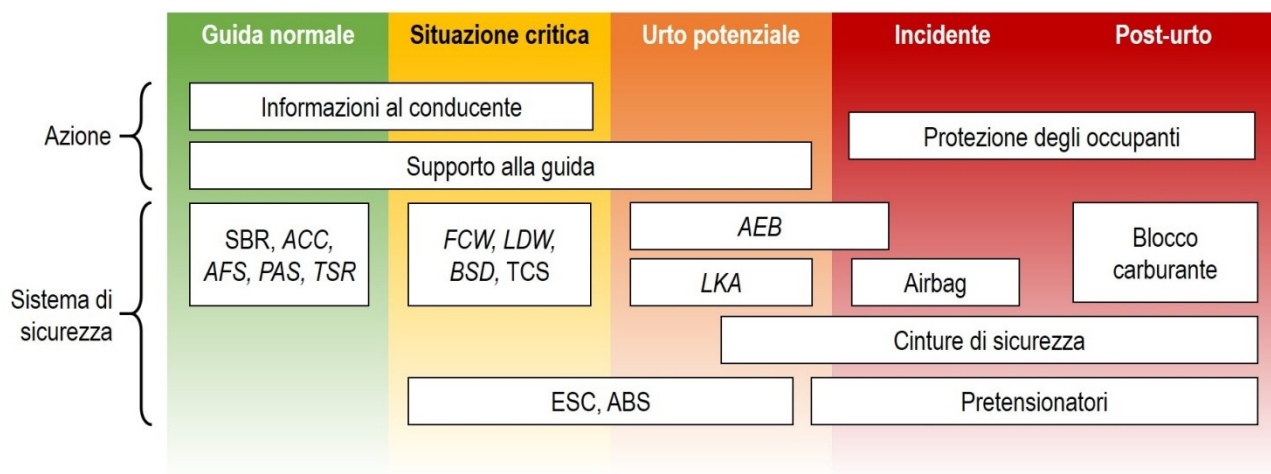 Guida normale
Situazione critica
Urto potenziale
Incidente
Post-urto
Azione
Informazioni al conducente
Supporto alla guida
Protezione degli occupanti
Sistema di
sicurezza
SBR, ACC,
AFS, PAS, TSR
FCW, LDW,
BSD, TCS
AEB
LKA
Airbag
Blocco
carburante
Cinture di sicurezza
ESC, ABS
Pretensionatori